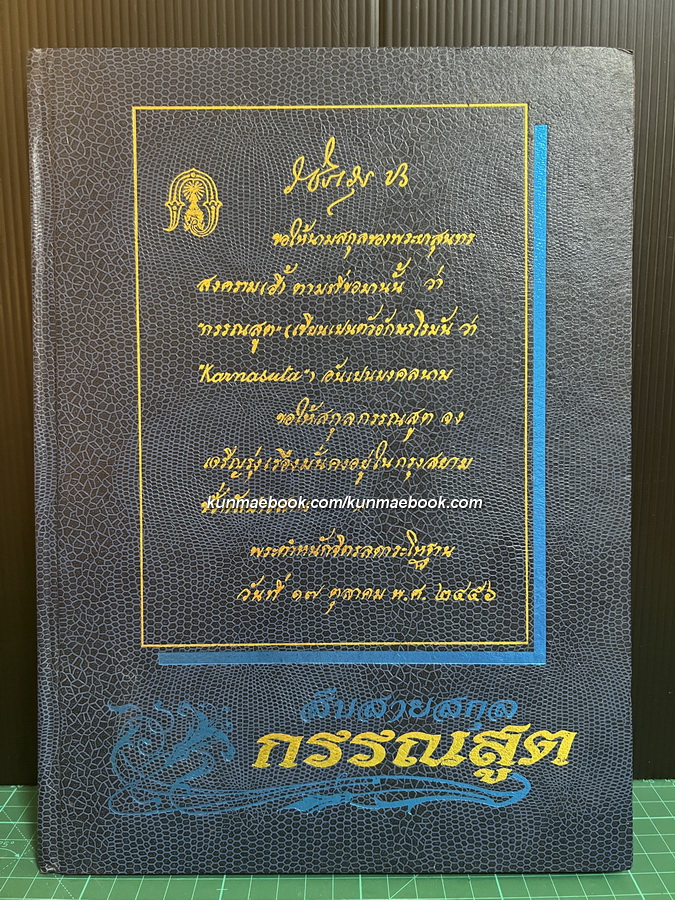 ขอให้นามสกุลของพระยาสุนทร
สงคราม(เวี้) ตามที่ขอมานั้น ว่า
"กรรณสูต" (เขียนเปนตัวอักษรโรมัน ว่า
"Karnasuta") อันเปนมงคลนาม
ขอให้สกุลกรรณสูต จง
เจริญรุ่งเรืองมั่นคงอยู่ในกรุงสยาม
kunmaebook.com/kunmaebook.com
พระตำหนักจิตรลดาระโหฐาน
วันที่ ๑๗ ตุลาคม พ.ศ. ๒๔๕๖
สืบสายสกุล
กรรณสูต